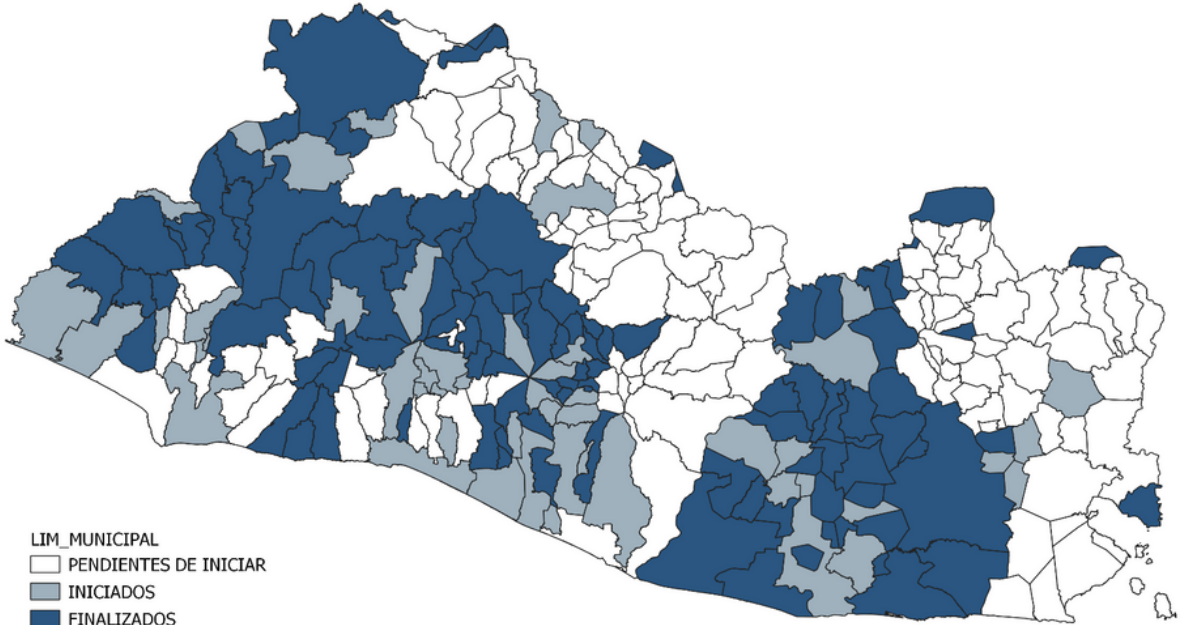 LIM_MUNICIPAL
PENDIENTES DE INICIAR
INICIADOS
FINALIZADOS